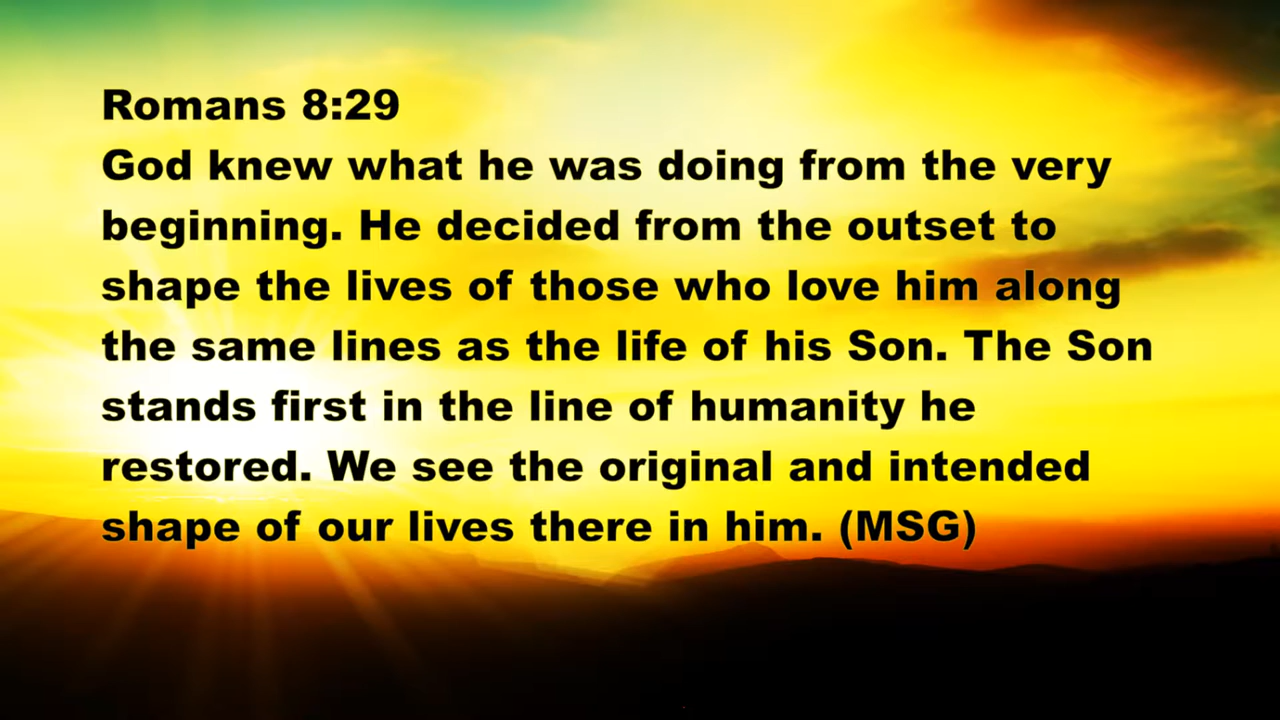 Romans 8:29
God knew what he was doing from the very
beginning. He decided from the outset to
shape the lives of those who love him along
the same lines as the life of his Son. The Son
stands first in the line of humanity he
restored. We see the original and intended
shape of our lives there in him. (MSG)